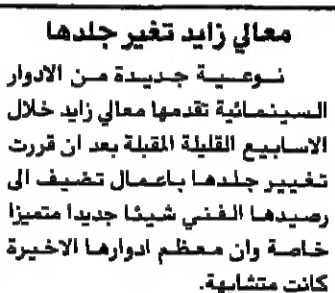 معالي زايد تغير جلدها
نوعية جديدة من الادوار
السينمائية تقدمها معالي زايد خلال
الاسابيع القليلة المقبلة بعد ان قررت
تغيير جلدها باعمال تضيف الى
رصيدها الفني شيئا جديدا متميزا
خاصة وان معظم ادوارها الاخيرة
كانت متشابهة.